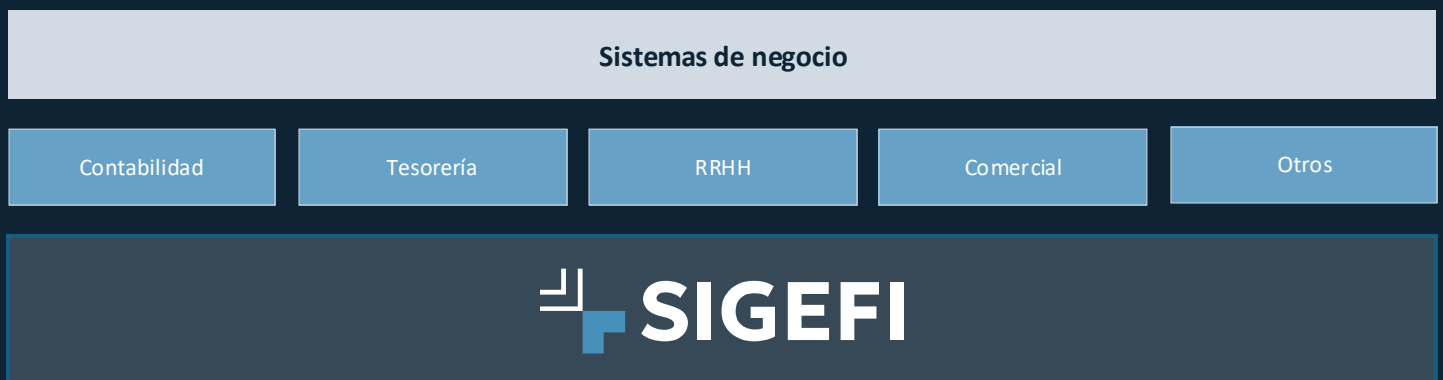 Sistemas de negocio
Contabilidad
Tesorería
RRHH
Comercial
Otros
SIGEFI